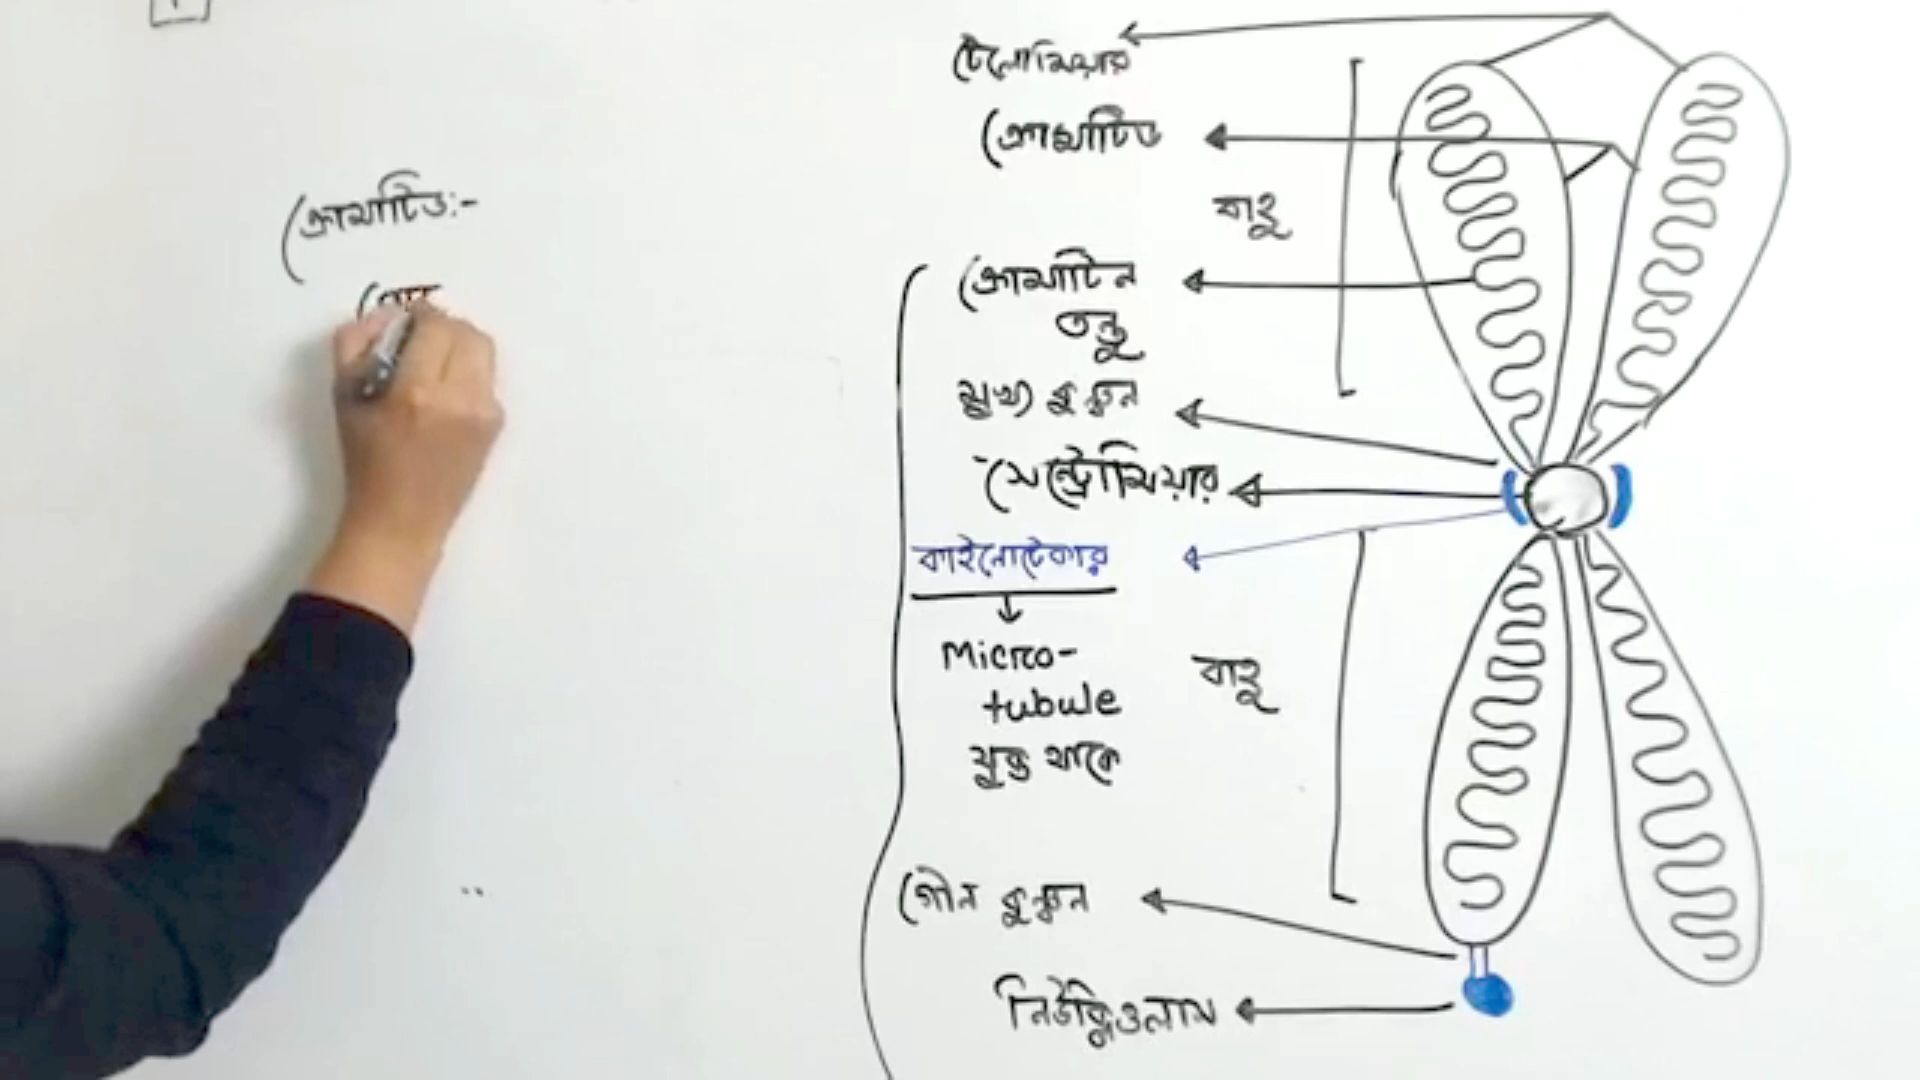 ক্রোমাটিড:-
টেলোমিয়ার
ক্রোমাটিড
বাহু
ক্রোমাটিন
তন্তু
মুখ্য কুঞ্চন
সেন্ট্রোমিয়ার
কাইনোটেকোর
Micro-
tubule
যুক্ত থাকে
বাহু
গৌন কুঞ্চন
নিউক্লিওলাস